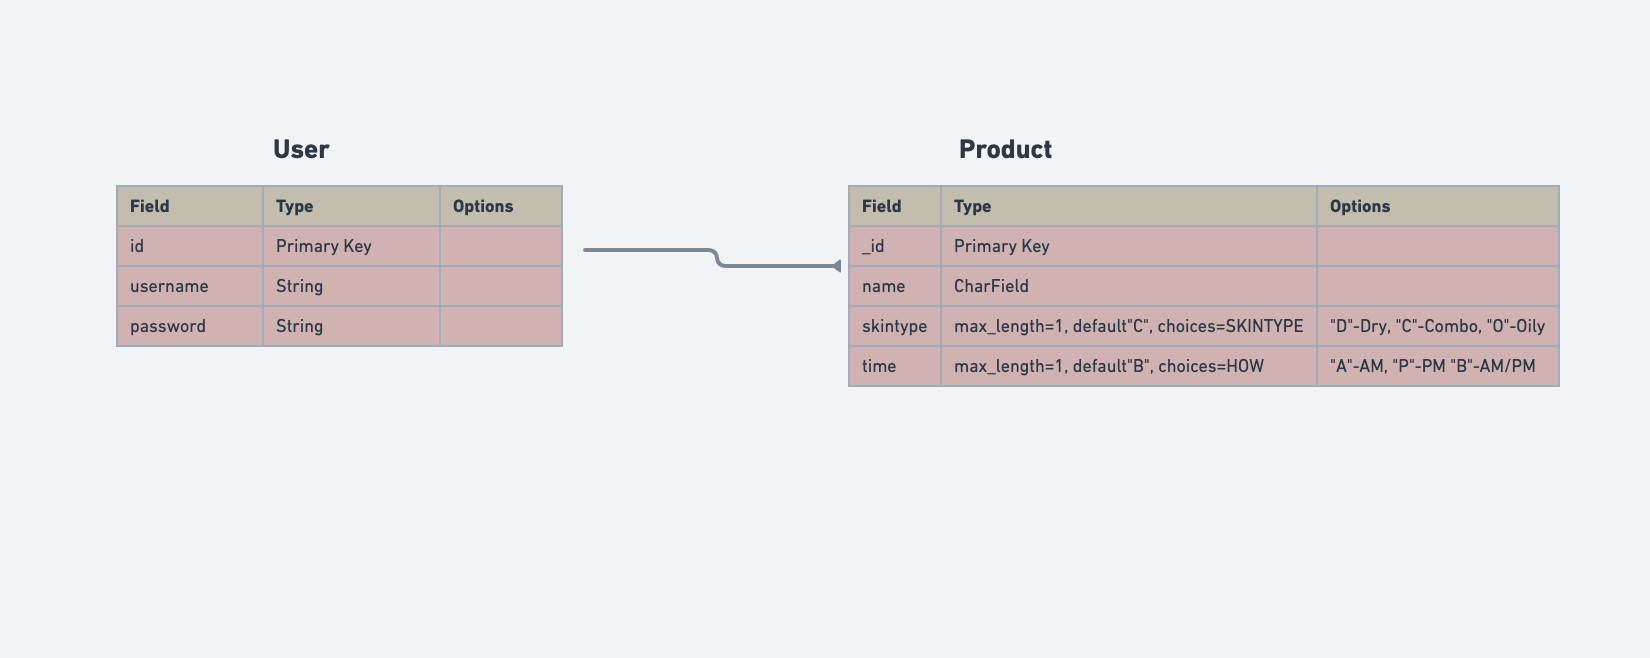 User
Field Type Options
id Primary Key
username String
password String
Product
Field Type Options
_id Primary Key
name CharField
skintype max_length=1, default"C", choices=SKINTYPE "D"-Dry, "C"-Combo, "O"-Oily
time max_length=1, default"B", choices=HOW "A"-AM, "P"-PM "B"-AM/PM